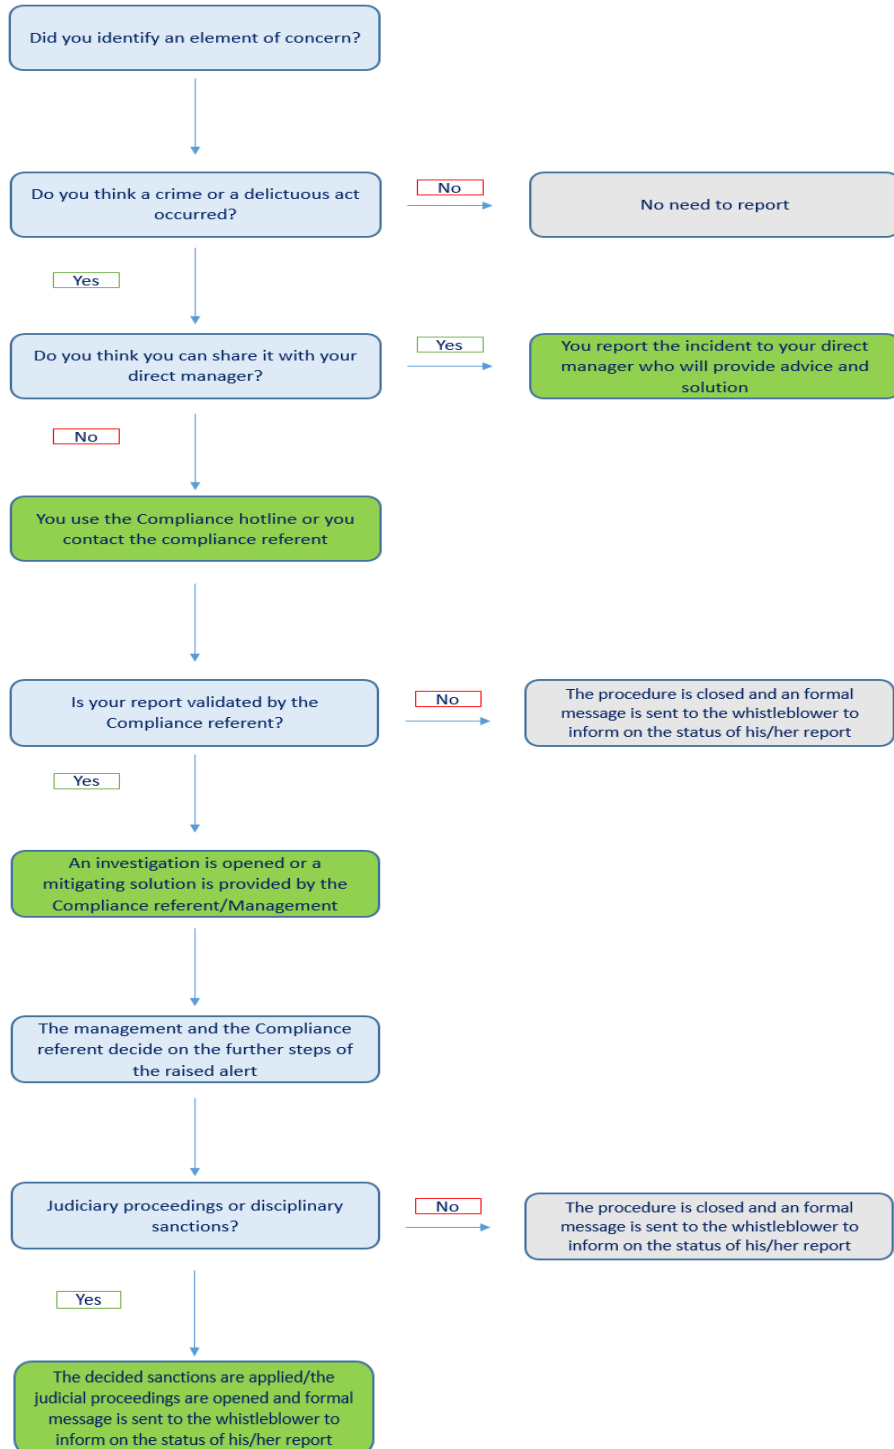 Did you identify an element of concern?
Do you think a crime or a delictuous act
occurred?
No
No need to report
Yes
Do you think you can share it with your
direct manager?
Yes
You report the incident to your direct
manager who will provide advice and
solution
No
You use the Compliance hotline or you
contact the compliance referent
Is your report validated by the
Compliance referent?
No
The procedure is closed and an formal
message is sent to the whistleblower to
inform on the status of his/her report
Yes
An investigation is opened or a
mitigating solution is provided by the
Compliance referent/Management
The management and the Compliance
referent decide on the further steps of
the raised alert
Judiciary proceedings or disciplinary
sanctions?
No
The procedure is closed and an formal
message is sent to the whistleblower to
inform on the status of his/her report
Yes
The decided sanctions are applied/the
judicial proceedings are opened and formal
message is sent to the whistleblower to
inform on the status of his/her report